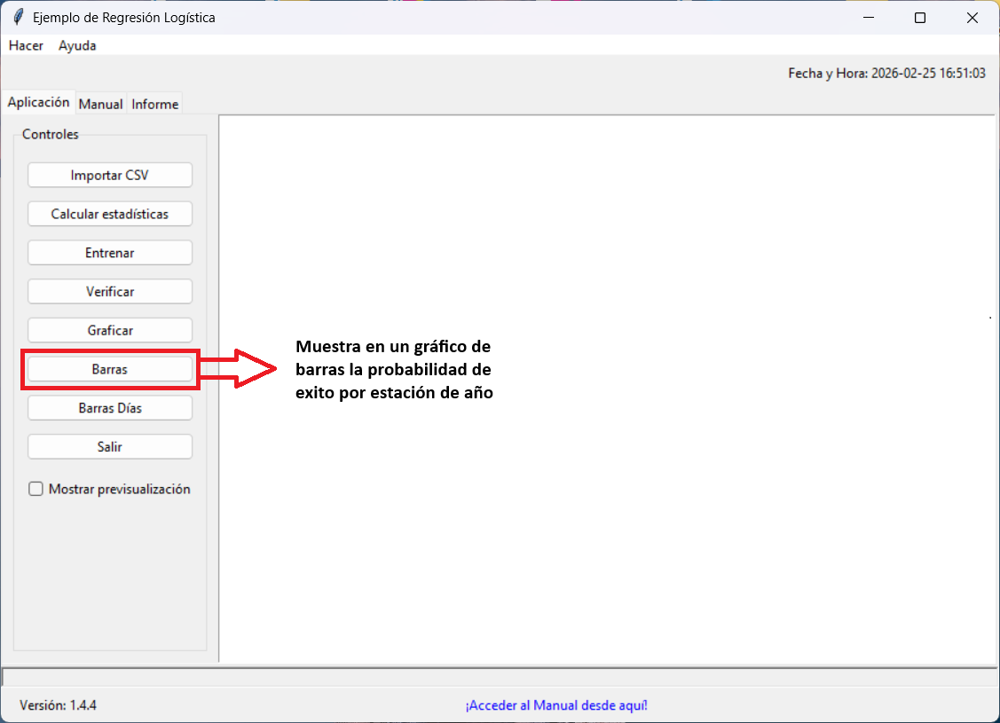 Ejemplo de Regresión Logística
Hacer Ayuda
Fecha y Hora: 2026-02-25 16:51:03
Aplicación Manual Informe
Controles
Importar CSV
Calcular estadísticas
Entrenar
Verificar
Graficar
Barras
Muestra en un gráfico de
barras la probabilidad de
exito por estación de año
Barras Días
Salir
Mostrar previsualización
Versión: 1.4.4
¡Acceder al Manual desde aquí!